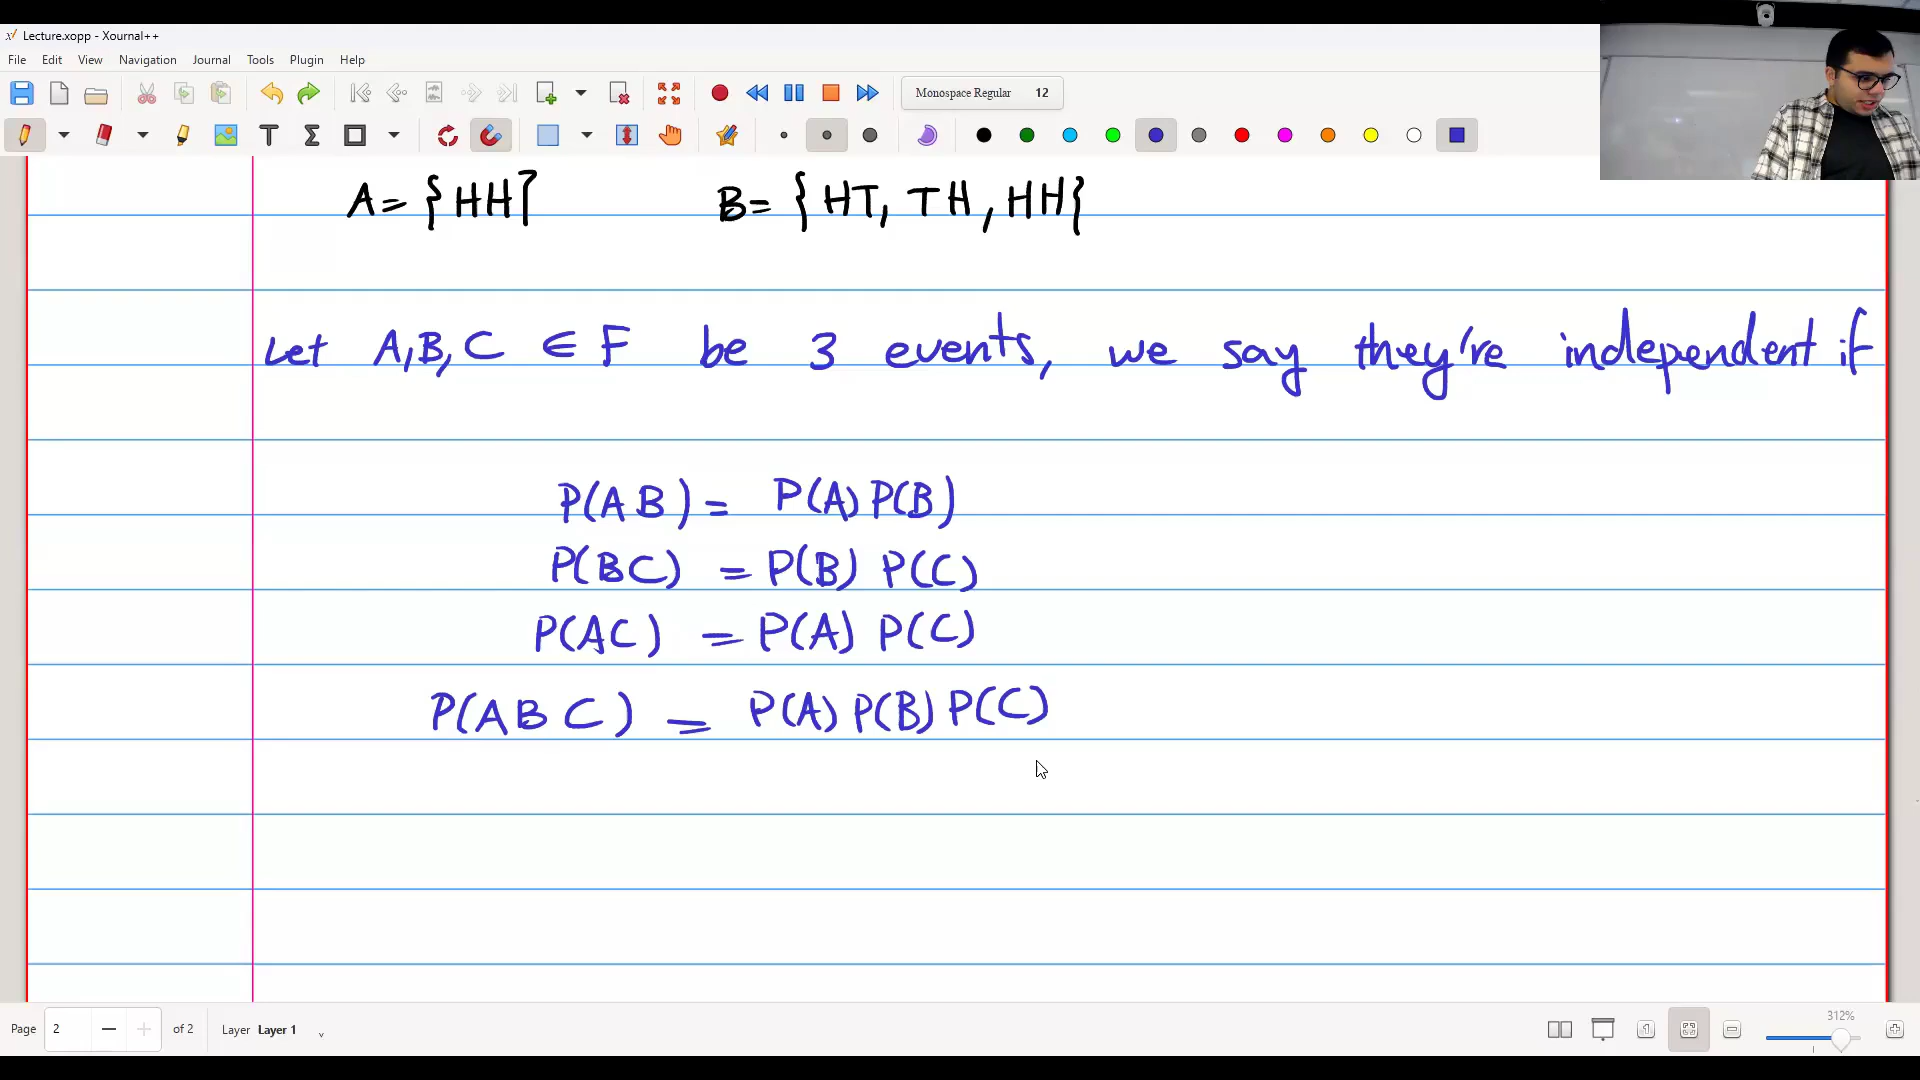 Lecture.xopp - Xournal++
File Edit View Navigation Journal Tools Plugin Help
Monospace Regular 12
A = {HH} B = {HT, TH, HH}
Let A, B, C ∈ F be 3 events, we say they're independent if
P(AB) = P(A) P(B)
P(BC) = P(B) P(C)
P(AC) = P(A) P(C)
P(ABC) = P(A) P(B) P(C)
Page 2 of 2 Layer Layer 1 312%